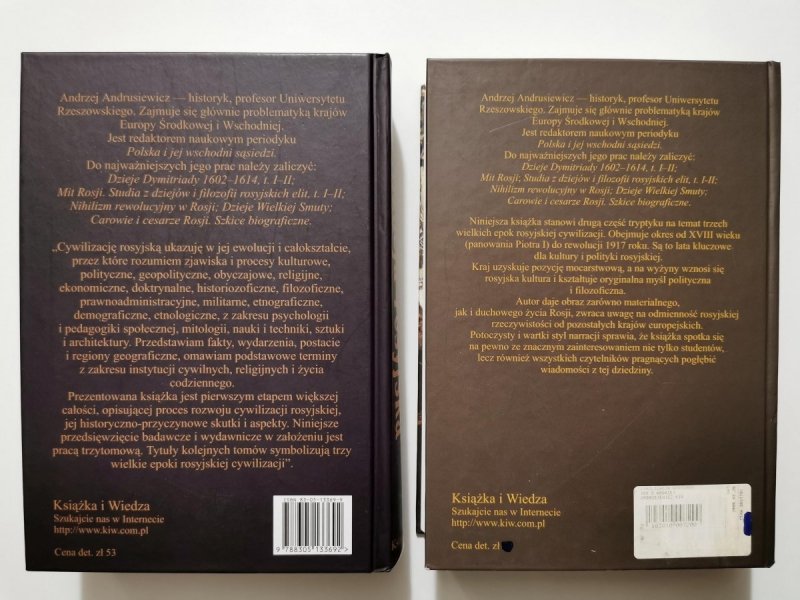 Andrzej Andrusiewicz — historyk, profesor Uniwersytetu
Rzeszowskiego. Zajmuje się głównie problematyką krajów
Europy Środkowej i Wschodniej.
Jest redaktorem naukowym periodyku
Polska i jej wschodni sąsiedzi.
Do najważniejszych jego prac należy zaliczyć:
Dzieje Dymitriady 1602–1614, t. I–II;
Mit Rosji. Studia z dziejów i filozofii rosyjskich elit, t. I–II;
Nihilizm rewolucyjny w Rosji; Dzieje Wielkiej Smuty;
Carowie i cesarze Rosji. Szkice biograficzne.
„Cywilizację rosyjską ukazuję w jej ewolucji i całokształcie,
przez które rozumiem zjawiska i procesy kulturowe,
polityczne, geopolityczne, obyczajowe, religijne,
ekonomiczne, doktrynalne, historiozoficzne, filozoficzne,
prawnoadministracyjne, militarne, etnograficzne,
demograficzne, etnologiczne, z zakresu psychologii
i pedagogiki społecznej, mitologii, nauki i techniki, sztuki
i architektury. Przedstawiam fakty, wydarzenia, postacie
i regiony geograficzne, omawiam podstawowe terminy
z zakresu instytucji cywilnych, religijnych i życia
codziennego.
Prezentowana książka jest pierwszym etapem większej
całości, opisującej proces rozwoju cywilizacji rosyjskiej,
jej historyczno-przyczynowe skutki i aspekty. Niniejsze
przedsięwzięcie badawcze i wydawnicze w założeniu jest
pracą trzytomową. Tytuły kolejnych tomów symbolizują trzy
wielkie epoki rosyjskiej cywilizacji”.
Książka i Wiedza
Szukajcie nas w Internecie
http://www.kiw.com.pl
Cena det. zł 53
ISBN 83-05-13369-9
9 788305 133692 >
Andrzej Andrusiewicz — historyk, profesor Uniwersytetu
Rzeszowskiego. Zajmuje się głównie problematyką krajów
Europy Środkowej i Wschodniej.
Jest redaktorem naukowym periodyku
Polska i jej wschodni sąsiedzi.
Do najważniejszych jego prac należy zaliczyć:
Dzieje Dymitriady 1602–1614, t. I–II;
Mit Rosji; Studia z dziejów i filozofii rosyjskich elit, t. I-II;
Nihilizm rewolucyjny w Rosji; Dzieje Wielkiej Smuty;
Carowie i cesarze Rosji. Szkice biograficzne.
Niniejsza książka stanowi drugą część tryptyku na temat trzech
wielkich epok rosyjskiej cywilizacji. Obejmuje okres od XVIII wieku
(panowania Piotra I) do rewolucji 1917 roku. Są to lata kluczowe
dla kultury i polityki rosyjskiej.
Kraj uzyskuje pozycję mocarstwową, a na wyżyny wznosi się
rosyjska kultura i kształtuje oryginalna myśl polityczna
i filozoficzna.
Autor daje obraz zarówno materialnego,
jak i duchowego życia Rosji, zwraca uwagę na odmienność rosyjskiej
rzeczywistości od pozostałych krajów europejskich.
Potoczysty i wartki styl narracji sprawia, że książka spotka się
na pewno ze znacznym zainteresowaniem nie tylko studentów,
lecz również wszystkich czytelników pragnących pogłębić
wiadomości z tej dziedziny.
Książka i Wiedza
Szukajcie nas w Internecie
http://www.kiw.com.pl
Cena det. zł